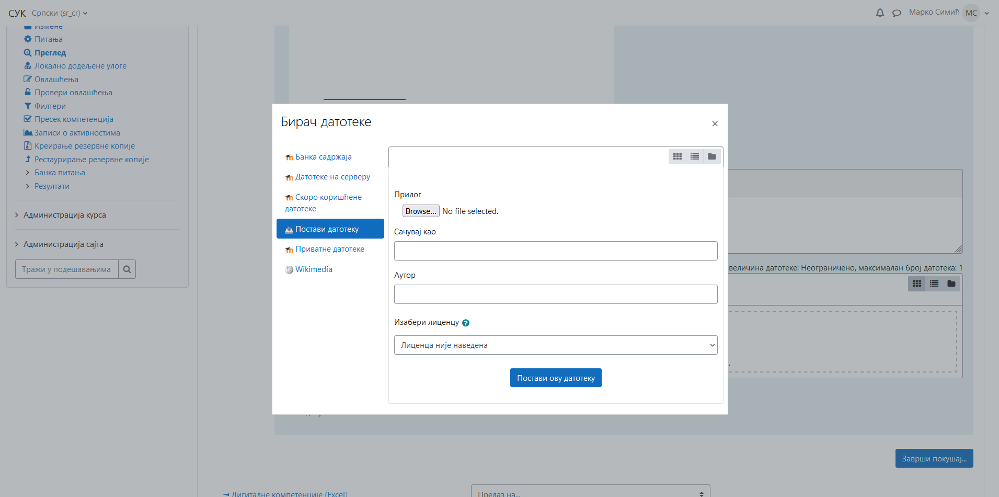 СУК Српски (sr_cr)
Марко Симић МС
Измене
Питања
Преглед
Локално додељене улоге
Овлашћења
Провери овлашћења
Филтери
Пресек компетенција
Записи о активностима
Креирање резервне копије
Рестаурирање резервне копије
Банка питања
Резултати
Администрација курса
Администрација сајта
Тражи у подешавањима
Бирач датотеке
×
Банка садржаја
Датотеке на серверу
Скоро коришћене
датотеке
Постави датотеку
Приватне датотеке
Wikimedia
Прилог
Browse... No file selected.
Сачувај као
Аутор
Изабери лиценцу
Лиценца није наведена
Постави ову датотеку
величина датотеке: Неограничено, максималан број датотека: 1
Заврши покушај...
Дигиталне компетенције (Excel)
Пређи на...